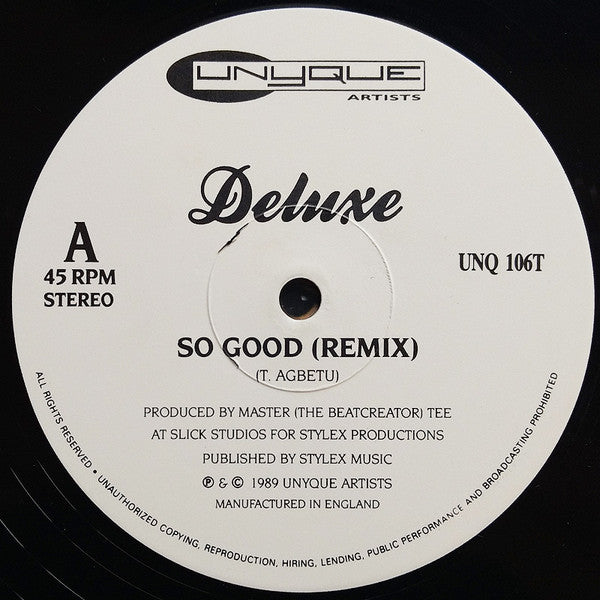 UNYQUE
ARTISTS
Deluxe
A
45 RPM
STEREO
UNQ 106T
SO GOOD (REMIX)
(T. AGBETU)
PRODUCED BY MASTER (THE BEATCREATOR) TEE
AT SLICK STUDIOS FOR STYLEX PRODUCTIONS
PUBLISHED BY STYLEX MUSIC
℗ & © 1989 UNYQUE ARTISTS
MANUFACTURED IN ENGLAND
ALL RIGHTS RESERVED • UNAUTHORIZED COPYING, REPRODUCTION, HIRING, LENDING, PUBLIC PERFORMANCE AND BROADCASTING PROHIBITED